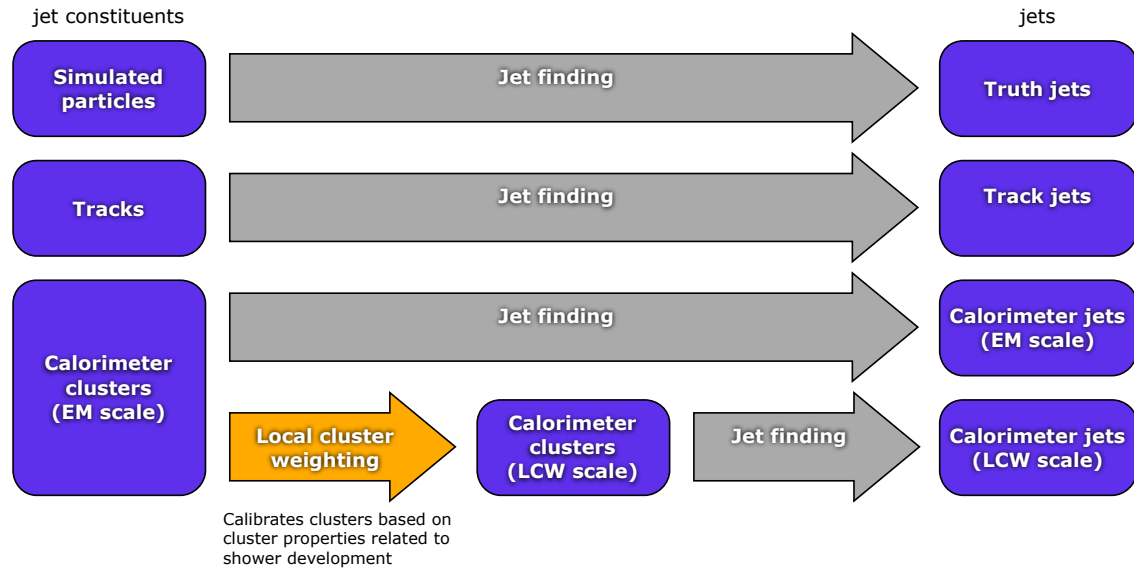 jet constituents
jets
Simulated
particles
Jet finding
Truth jets
Tracks
Jet finding
Track jets
Calorimeter
clusters
(EM scale)
Jet finding
Calorimeter jets
(EM scale)
Local cluster
weighting
Calorimeter
clusters
(LCW scale)
Jet finding
Calorimeter jets
(LCW scale)
Calibrates clusters based on
cluster properties related to
shower development